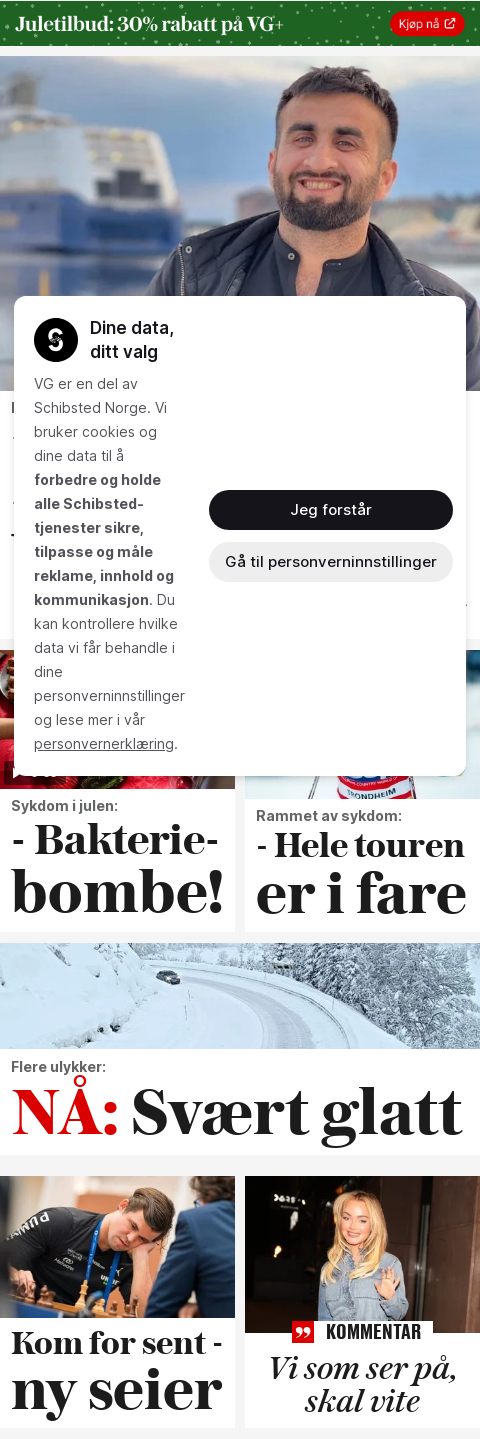 Juletilbud: 30% rabatt på VG+
Kjøp nå
Dine data,
ditt valg
VG er en del av
Schibsted Norge. Vi
bruker cookies og
dine data til å
forbedre og holde
alle Schibsted-
tjenester sikre,
tilpasse og måle
reklame, innhold og
kommunikasjon. Du
kan kontrollere hvilke
data vi får behandle i
dine
personverninnstillinger
og lese mer i vår
personvernerklæring.
Jeg forstår
Gå til personverninnstillinger
TRONDHEIM
Sykdom i julen:
- Bakterie-
bombe!
Rammet av sykdom:
- Hele touren
er i fare
Flere ulykker:
NÅ: Svært glatt
Kom for sent -
ny seier
KOMMENTAR
Vi som ser på,
skal vite